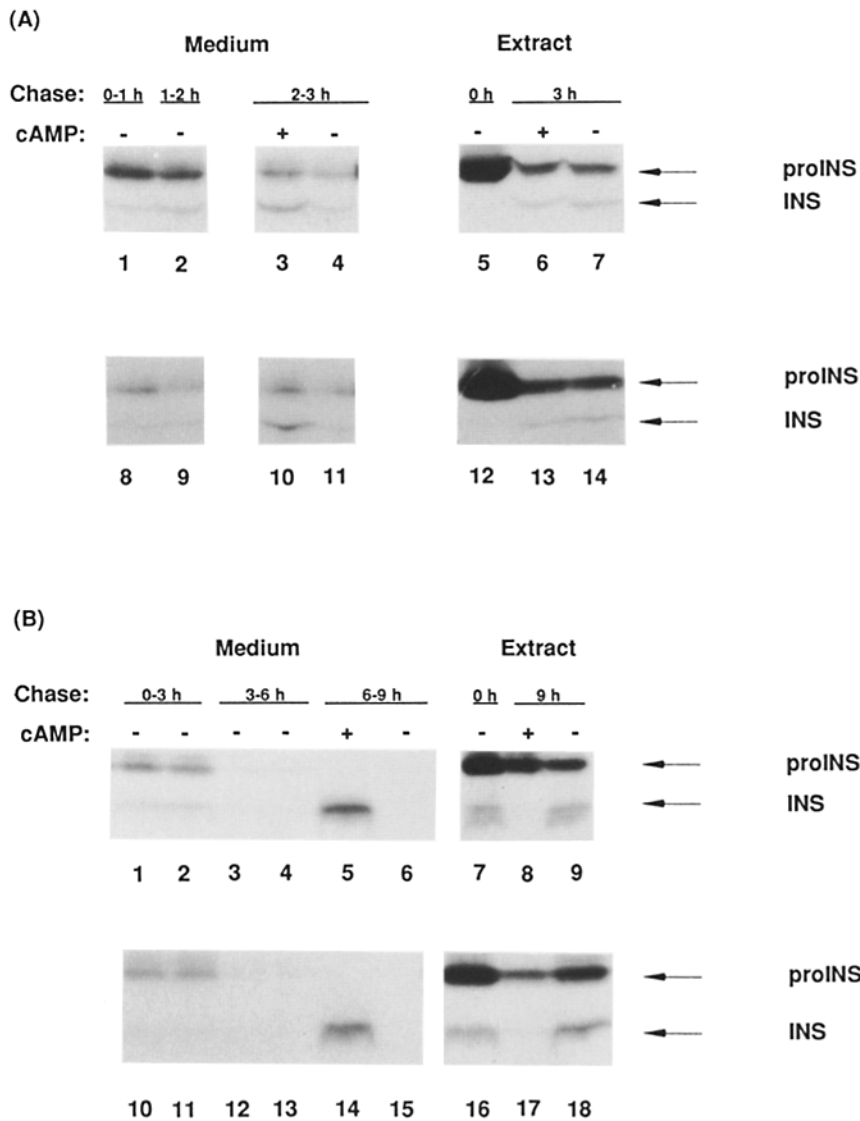 (A)
Medium Extract
Chase: 0-1 h 1-2 h 2-3 h 0 h 3 h
cAMP: - - + - - + -
proINS
INS
1 2 3 4 5 6 7
proINS
INS
8 9 10 11 12 13 14
(B)
Medium Extract
Chase: 0-3 h 3-6 h 6-9 h 0 h 9 h
cAMP: - - - - + - - + -
proINS
INS
1 2 3 4 5 6 7 8 9
proINS
INS
10 11 12 13 14 15 16 17 18